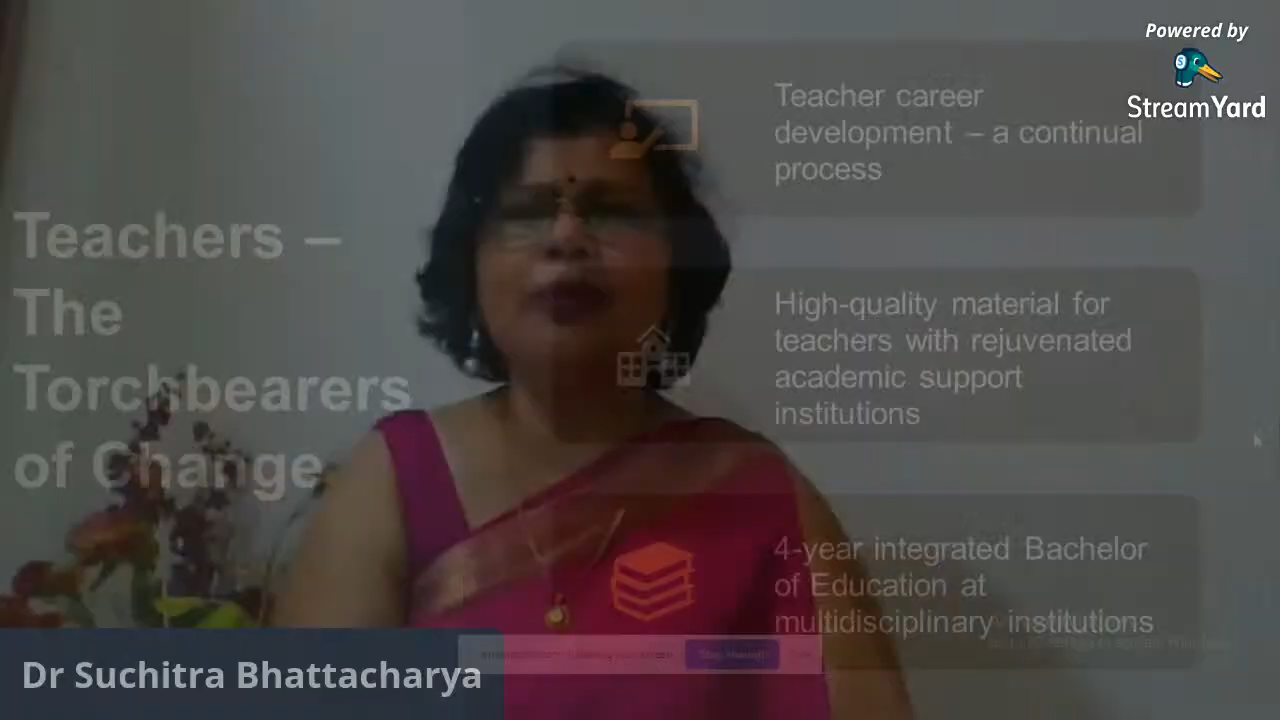 Powered by
StreamYard
Teachers –
The
Torchbearers
of Change
Teacher career
development – a continual
process
High-quality material for
teachers with rejuvenated
academic support
institutions
4-year integrated Bachelor
of Education at
multidisciplinary institutions
Dr Suchitra Bhattacharya